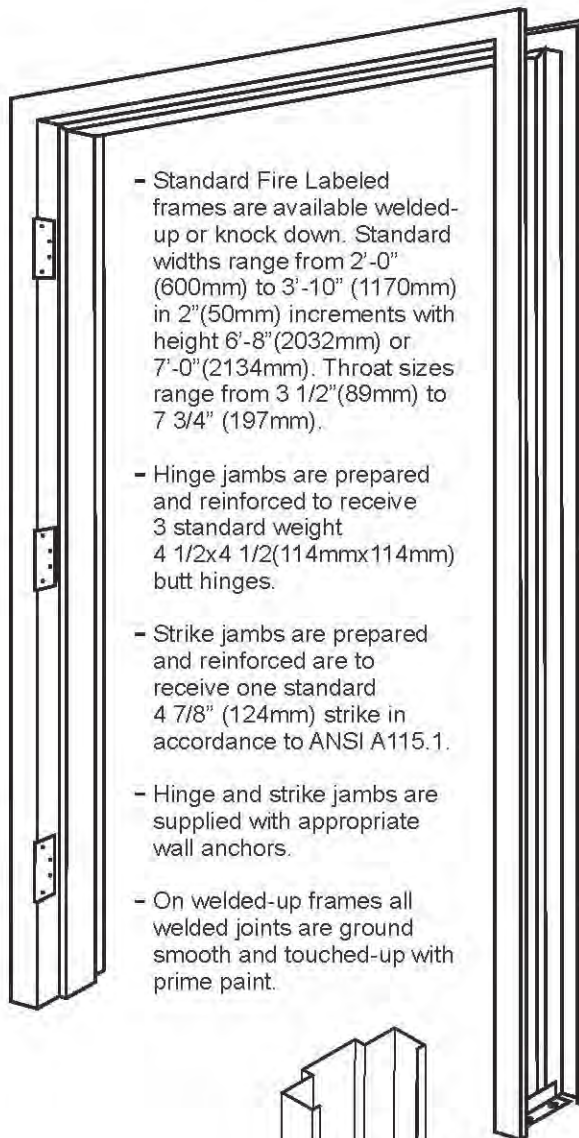 - Standard Fire Labeled
frames are available welded-
up or knock down. Standard
widths range from 2'-0"
(600mm) to 3'-10" (1170mm)
in 2"(50mm) increments with
height 6'-8"(2032mm) or
7'-0"(2134mm). Throat sizes
range from 3 1/2"(89mm) to
7 3/4" (197mm).
- Hinge jambs are prepared
and reinforced to receive
3 standard weight
4 1/2x4 1/2(114mmx114mm)
butt hinges.
- Strike jambs are prepared
and reinforced are to
receive one standard
4 7/8" (124mm) strike in
accordance to ANSI A115.1.
- Hinge and strike jambs are
supplied with appropriate
wall anchors.
- On welded-up frames all
welded joints are ground
smooth and touched-up with
prime paint.